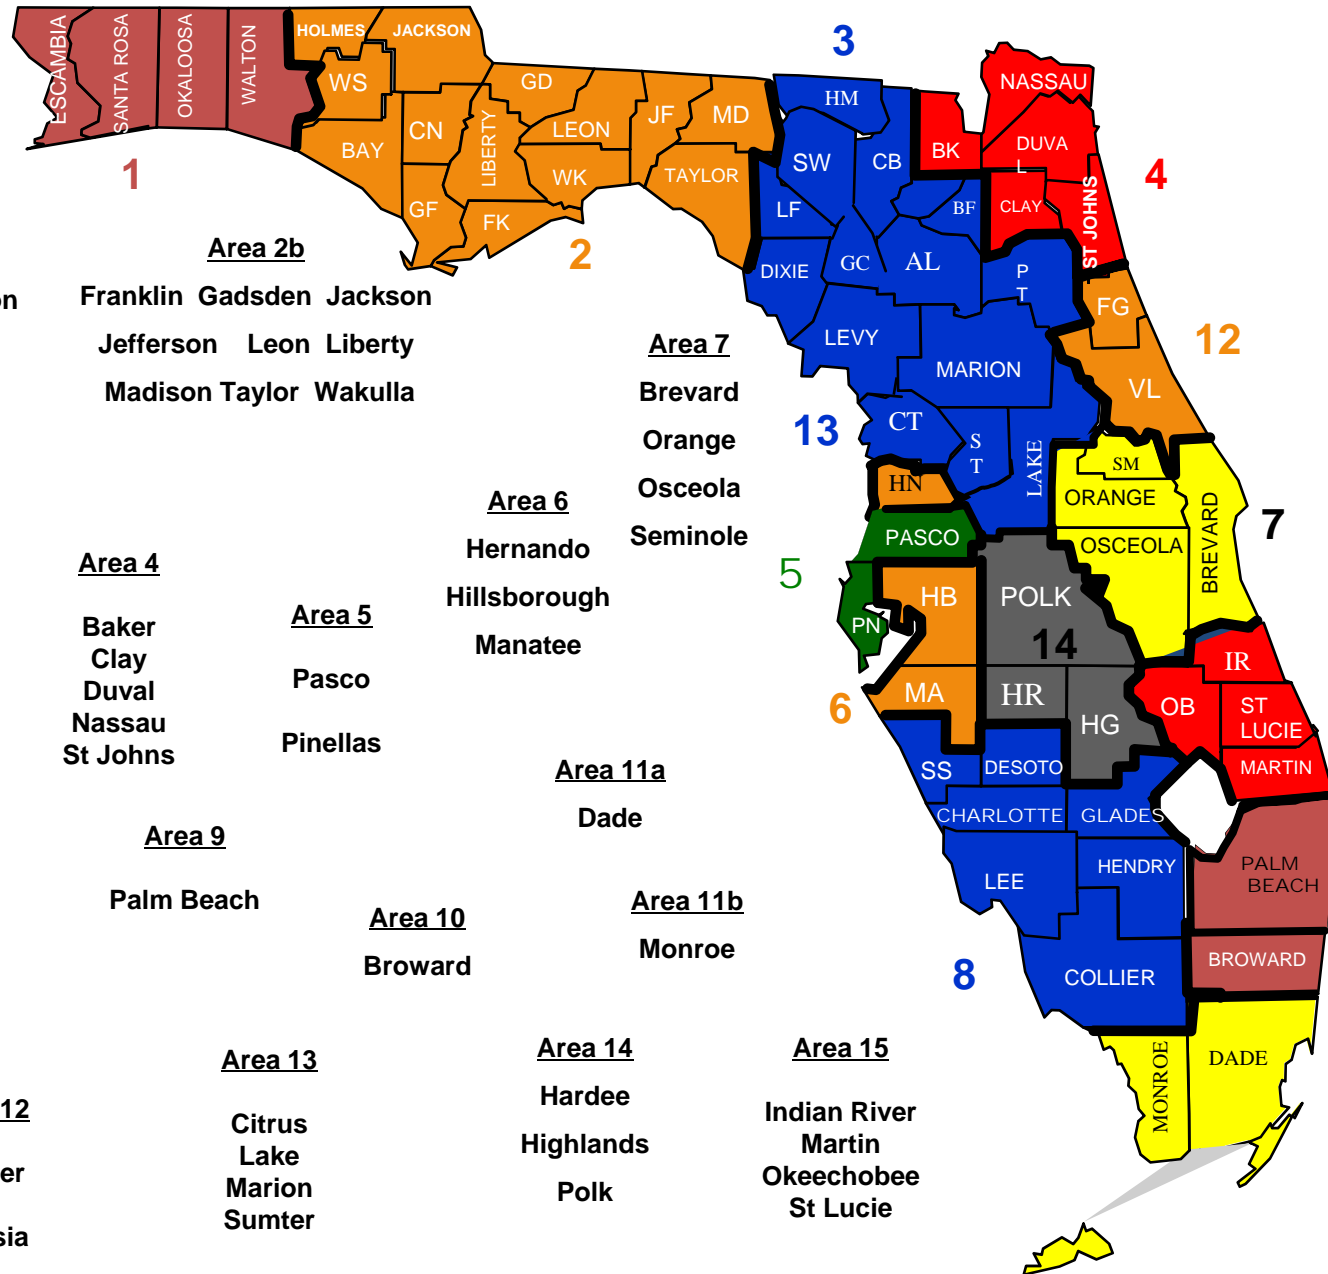 ESCAMBIA
SANTA ROSA
OKALOOSA
WALTON
HOLMES
JACKSON
WS
BAY
CN
GF
LIBERTY
GD
LEON
WK
FK
JF
MD
TAYLOR
1
2
3
HM
SW
CB
LF
BF
DIXIE
GC
AL
P
T
LEVY
MARION
CT
S
T
LAKE
13
BK
NASSAU
DUVA
L
CLAY
ST JOHNS
4
FG
VL
12
HN
PASCO
PN
5
SM
ORANGE
OSCEOLA
BREVARD
7
HB
MA
6
POLK
14
HR
HG
IR
OB
ST
LUCIE
MARTIN
SS
DESOTO
CHARLOTTE
GLADES
LEE
HENDRY
COLLIER
8
PALM
BEACH
BROWARD
MONROE
DADE
on
Area 2b
Franklin Gadsden Jackson
Jefferson Leon Liberty
Madison Taylor Wakulla
Area 7
Brevard
Orange
Osceola
Seminole
Area 6
Hernando
Hillsborough
Manatee
Area 4
Baker
Clay
Duval
Nassau
St Johns
Area 5
Pasco
Pinellas
Area 11a
Dade
Area 9
Palm Beach
Area 10
Broward
Area 11b
Monroe
12
er
sia
Area 13
Citrus
Lake
Marion
Sumter
Area 14
Hardee
Highlands
Polk
Area 15
Indian River
Martin
Okeechobee
St Lucie